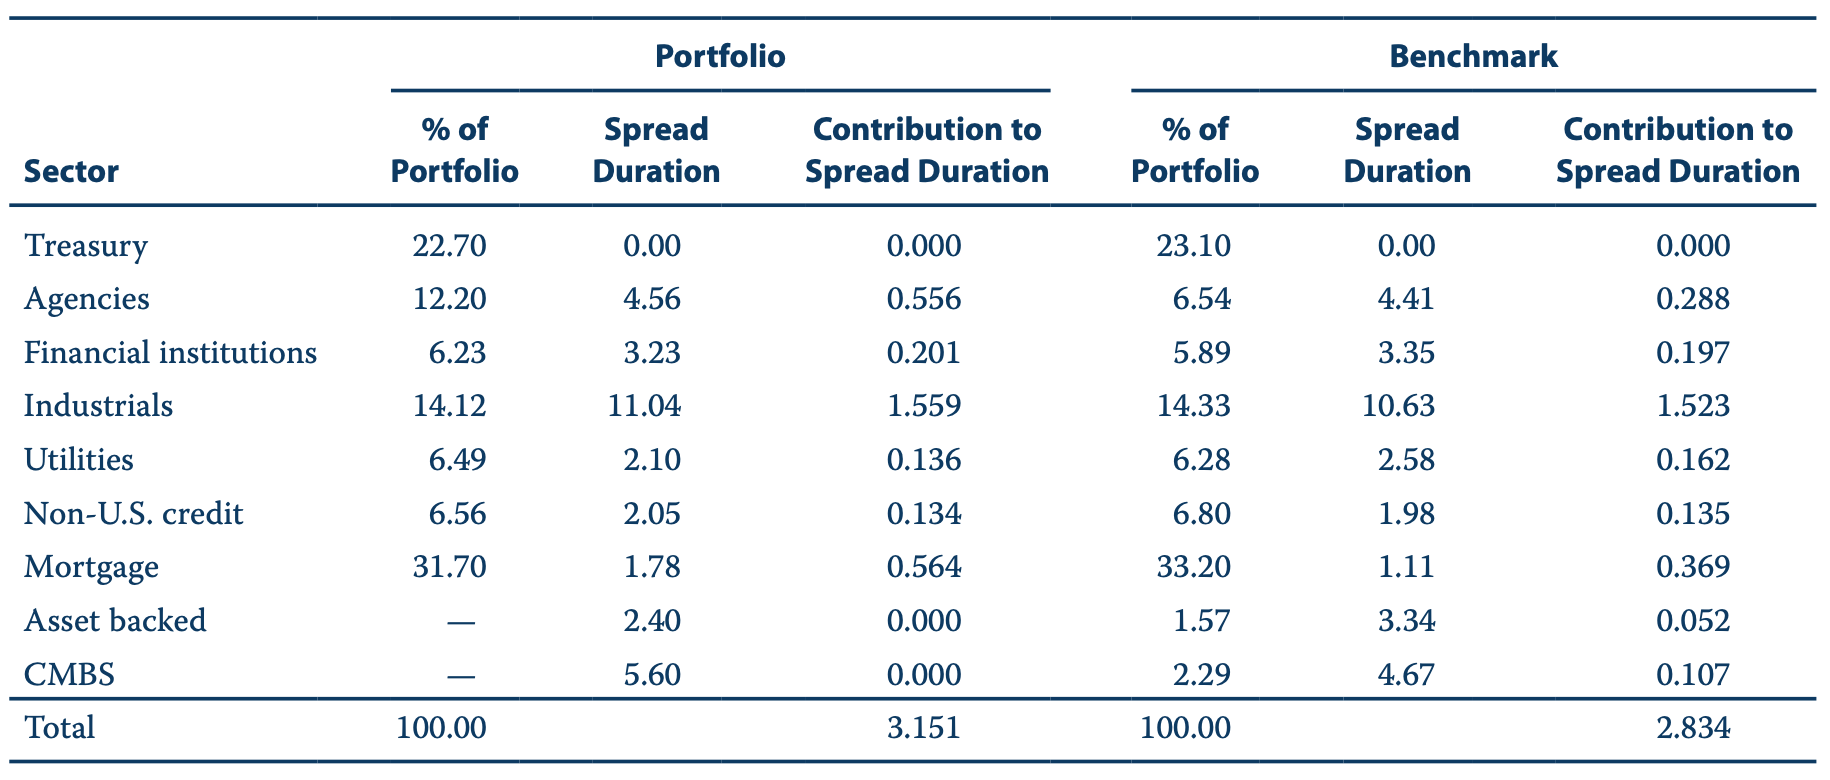 Portfolio Benchmark
% of Spread Contribution to % of Spread Contribution to
Sector Portfolio Duration Spread Duration Portfolio Duration Spread Duration
Treasury 22.70 0.00 0.000 23.10 0.00 0.000
Agencies 12.20 4.56 0.556 6.54 4.41 0.288
Financial institutions 6.23 3.23 0.201 5.89 3.35 0.197
Industrials 14.12 11.04 1.559 14.33 10.63 1.523
Utilities 6.49 2.10 0.136 6.28 2.58 0.162
Non-U.S. credit 6.56 2.05 0.134 6.80 1.98 0.135
Mortgage 31.70 1.78 0.564 33.20 1.11 0.369
Asset backed — 2.40 0.000 1.57 3.34 0.052
CMBS — 5.60 0.000 2.29 4.67 0.107
Total 100.00 3.151 100.00 2.834